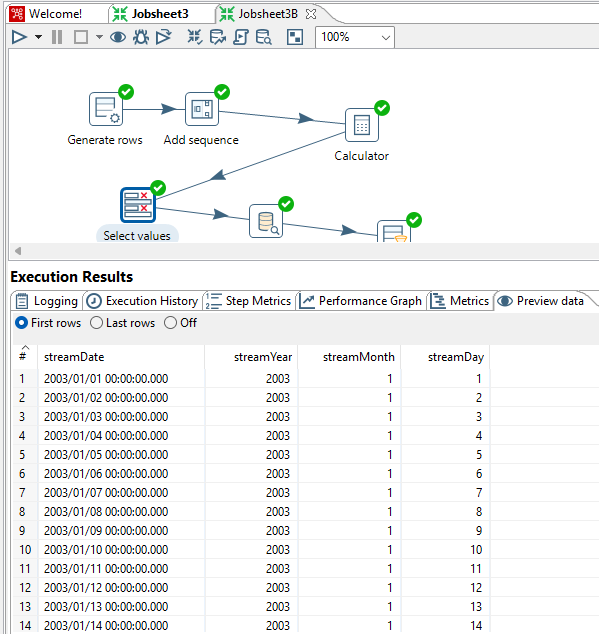 Welcome! Jobsheet3 Jobsheet3B
100%
Generate rows Add sequence
Calculator
Select values
Execution Results
Logging Execution History Step Metrics Performance Graph Metrics Preview data
First rows Last rows Off
# streamDate streamYear streamMonth streamDay
1 2003/01/01 00:00:00.000 2003 1 1
2 2003/01/02 00:00:00.000 2003 1 2
3 2003/01/03 00:00:00.000 2003 1 3
4 2003/01/04 00:00:00.000 2003 1 4
5 2003/01/05 00:00:00.000 2003 1 5
6 2003/01/06 00:00:00.000 2003 1 6
7 2003/01/07 00:00:00.000 2003 1 7
8 2003/01/08 00:00:00.000 2003 1 8
9 2003/01/09 00:00:00.000 2003 1 9
10 2003/01/10 00:00:00.000 2003 1 10
11 2003/01/11 00:00:00.000 2003 1 11
12 2003/01/12 00:00:00.000 2003 1 12
13 2003/01/13 00:00:00.000 2003 1 13
14 2003/01/14 00:00:00.000 2003 1 14